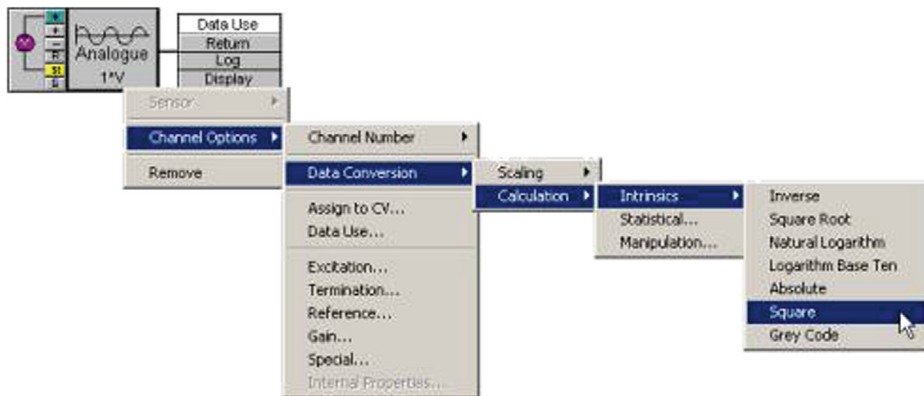 Data Use
Return
Log
Display
+
+
–
R
St
Analogue
1*V
Sensor
Channel Options
Remove
Channel Number
Data Conversion
Assign to CV...
Data Use...
Excitation...
Termination...
Reference...
Gain...
Special...
Internal Properties...
Scaling
Calculation
Intrinsics
Statistical...
Manipulation...
Inverse
Square Root
Natural Logarithm
Logarithm Base Ten
Absolute
Square
Grey Code